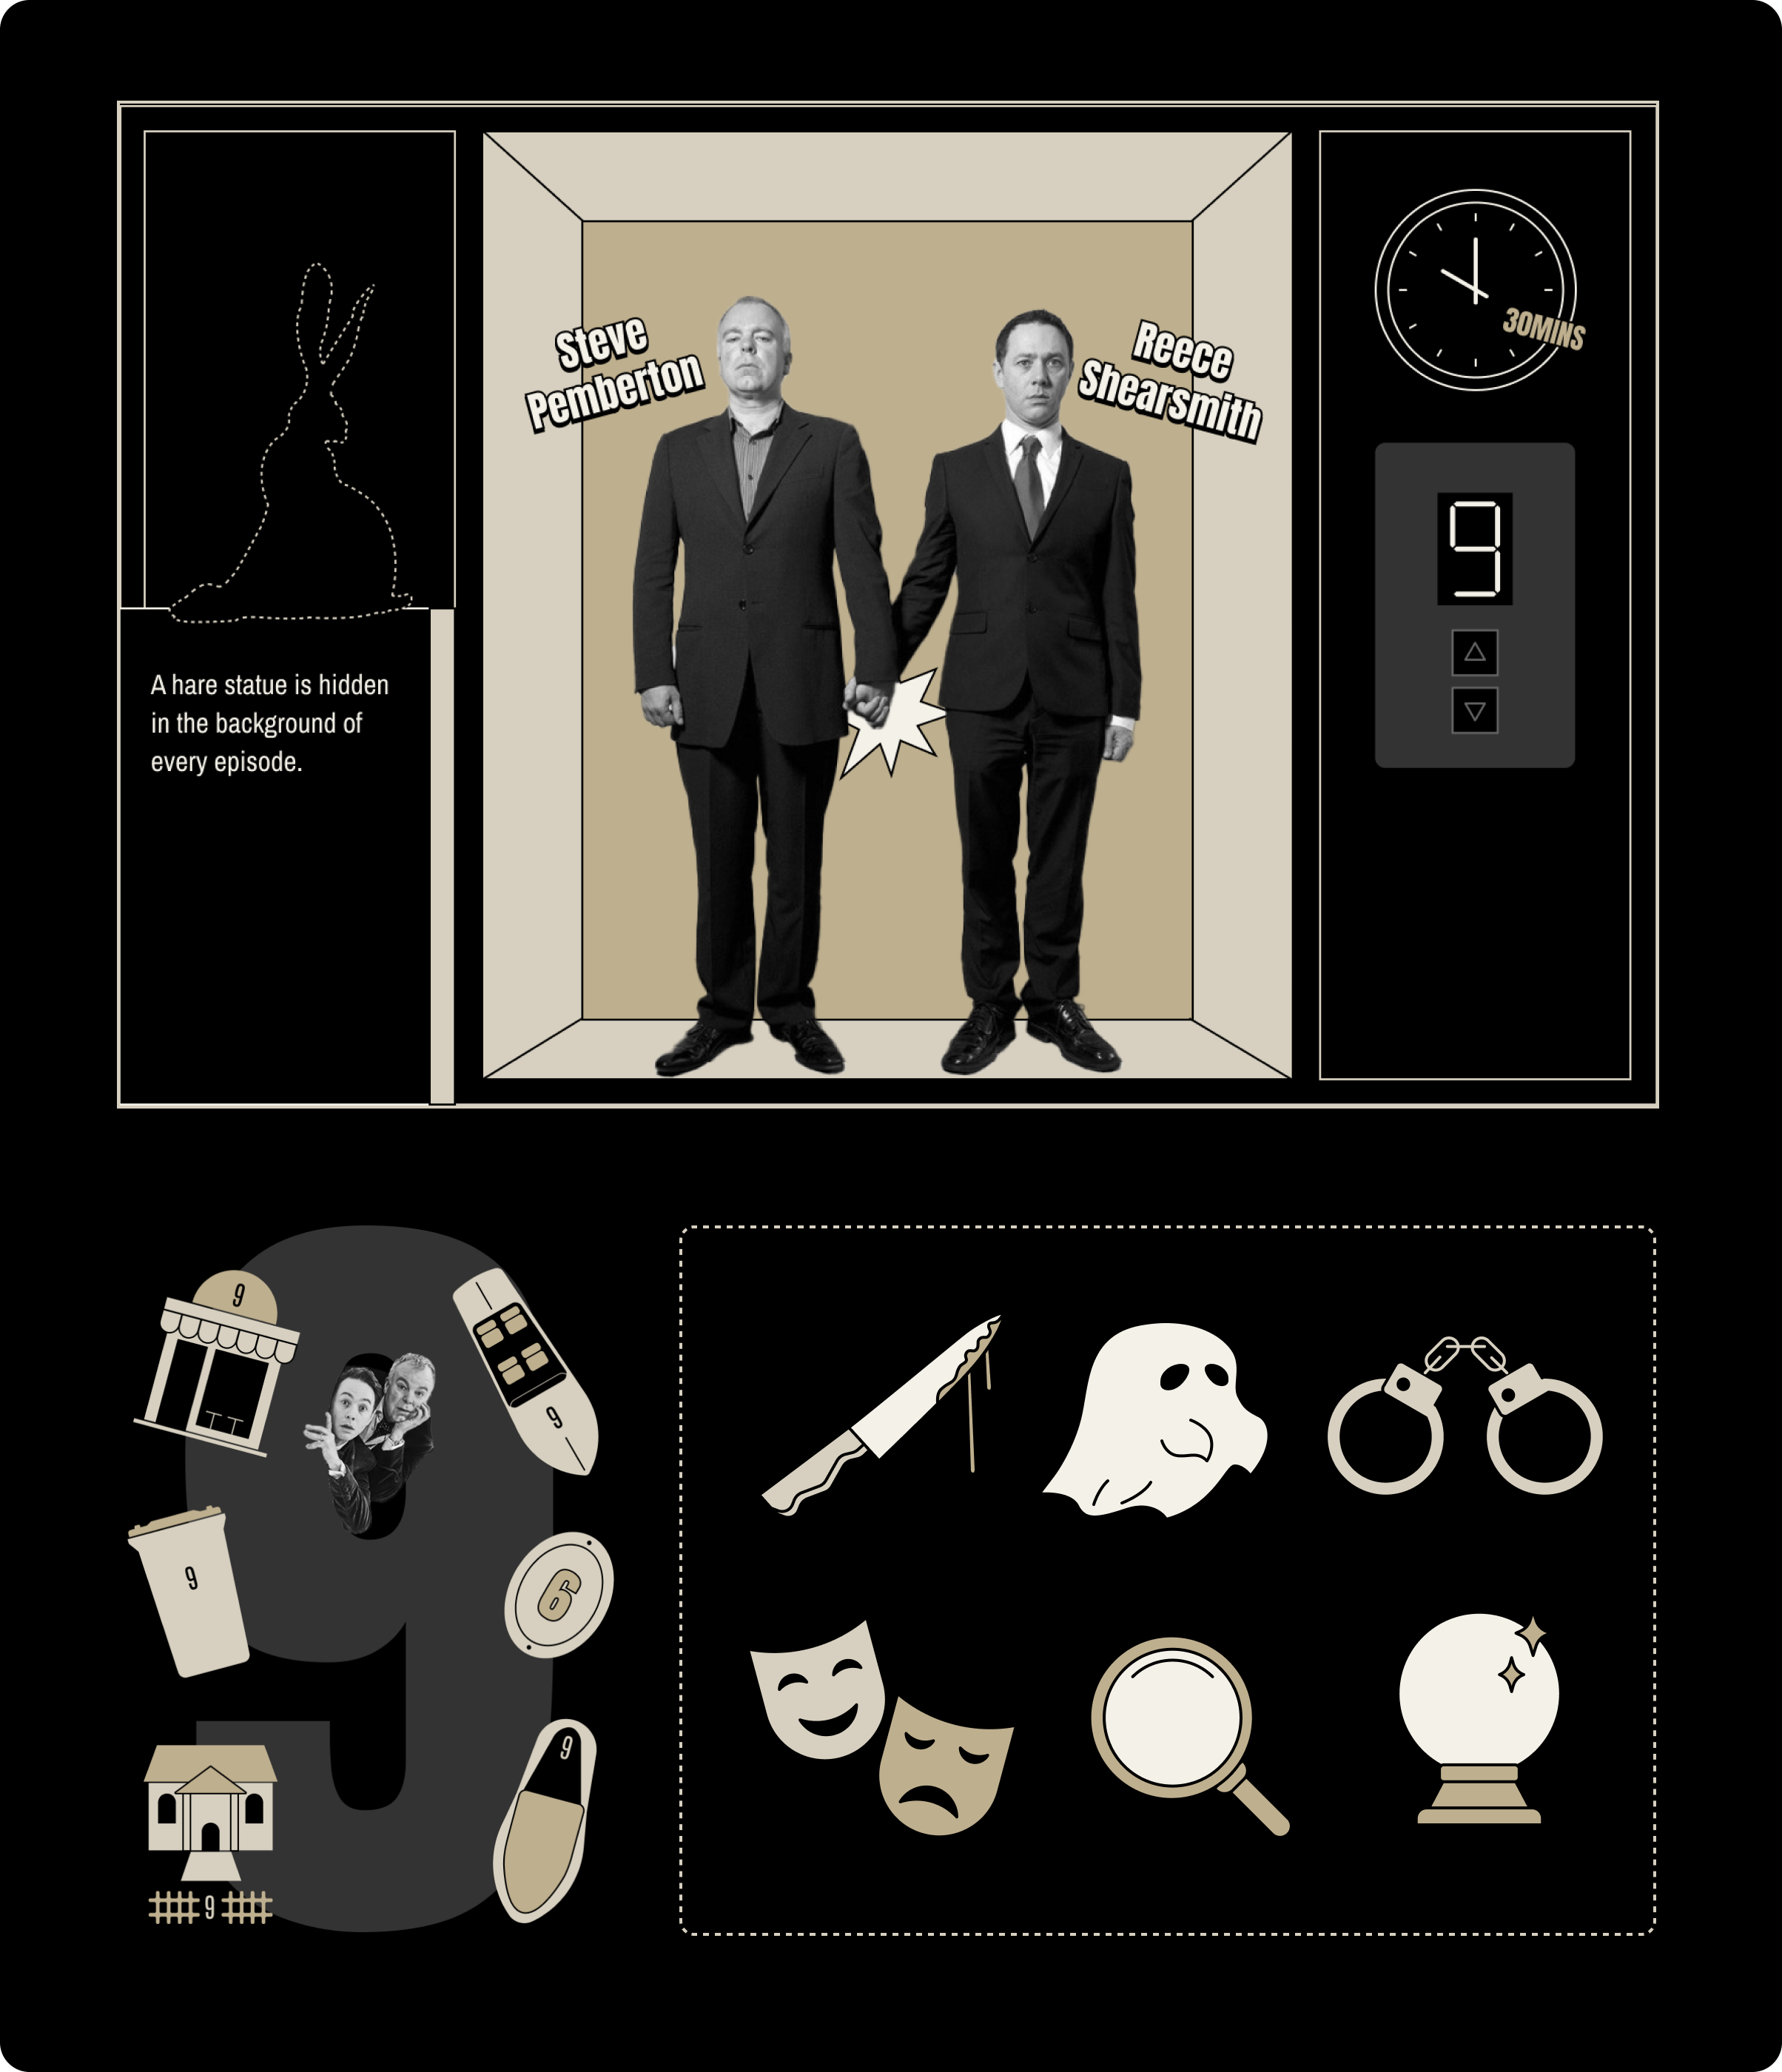 Steve
Pemberton
Reece
Shearsmith
30MINS
9
A hare statue is hidden
in the background of
every episode.
9
9
9
6
9
9